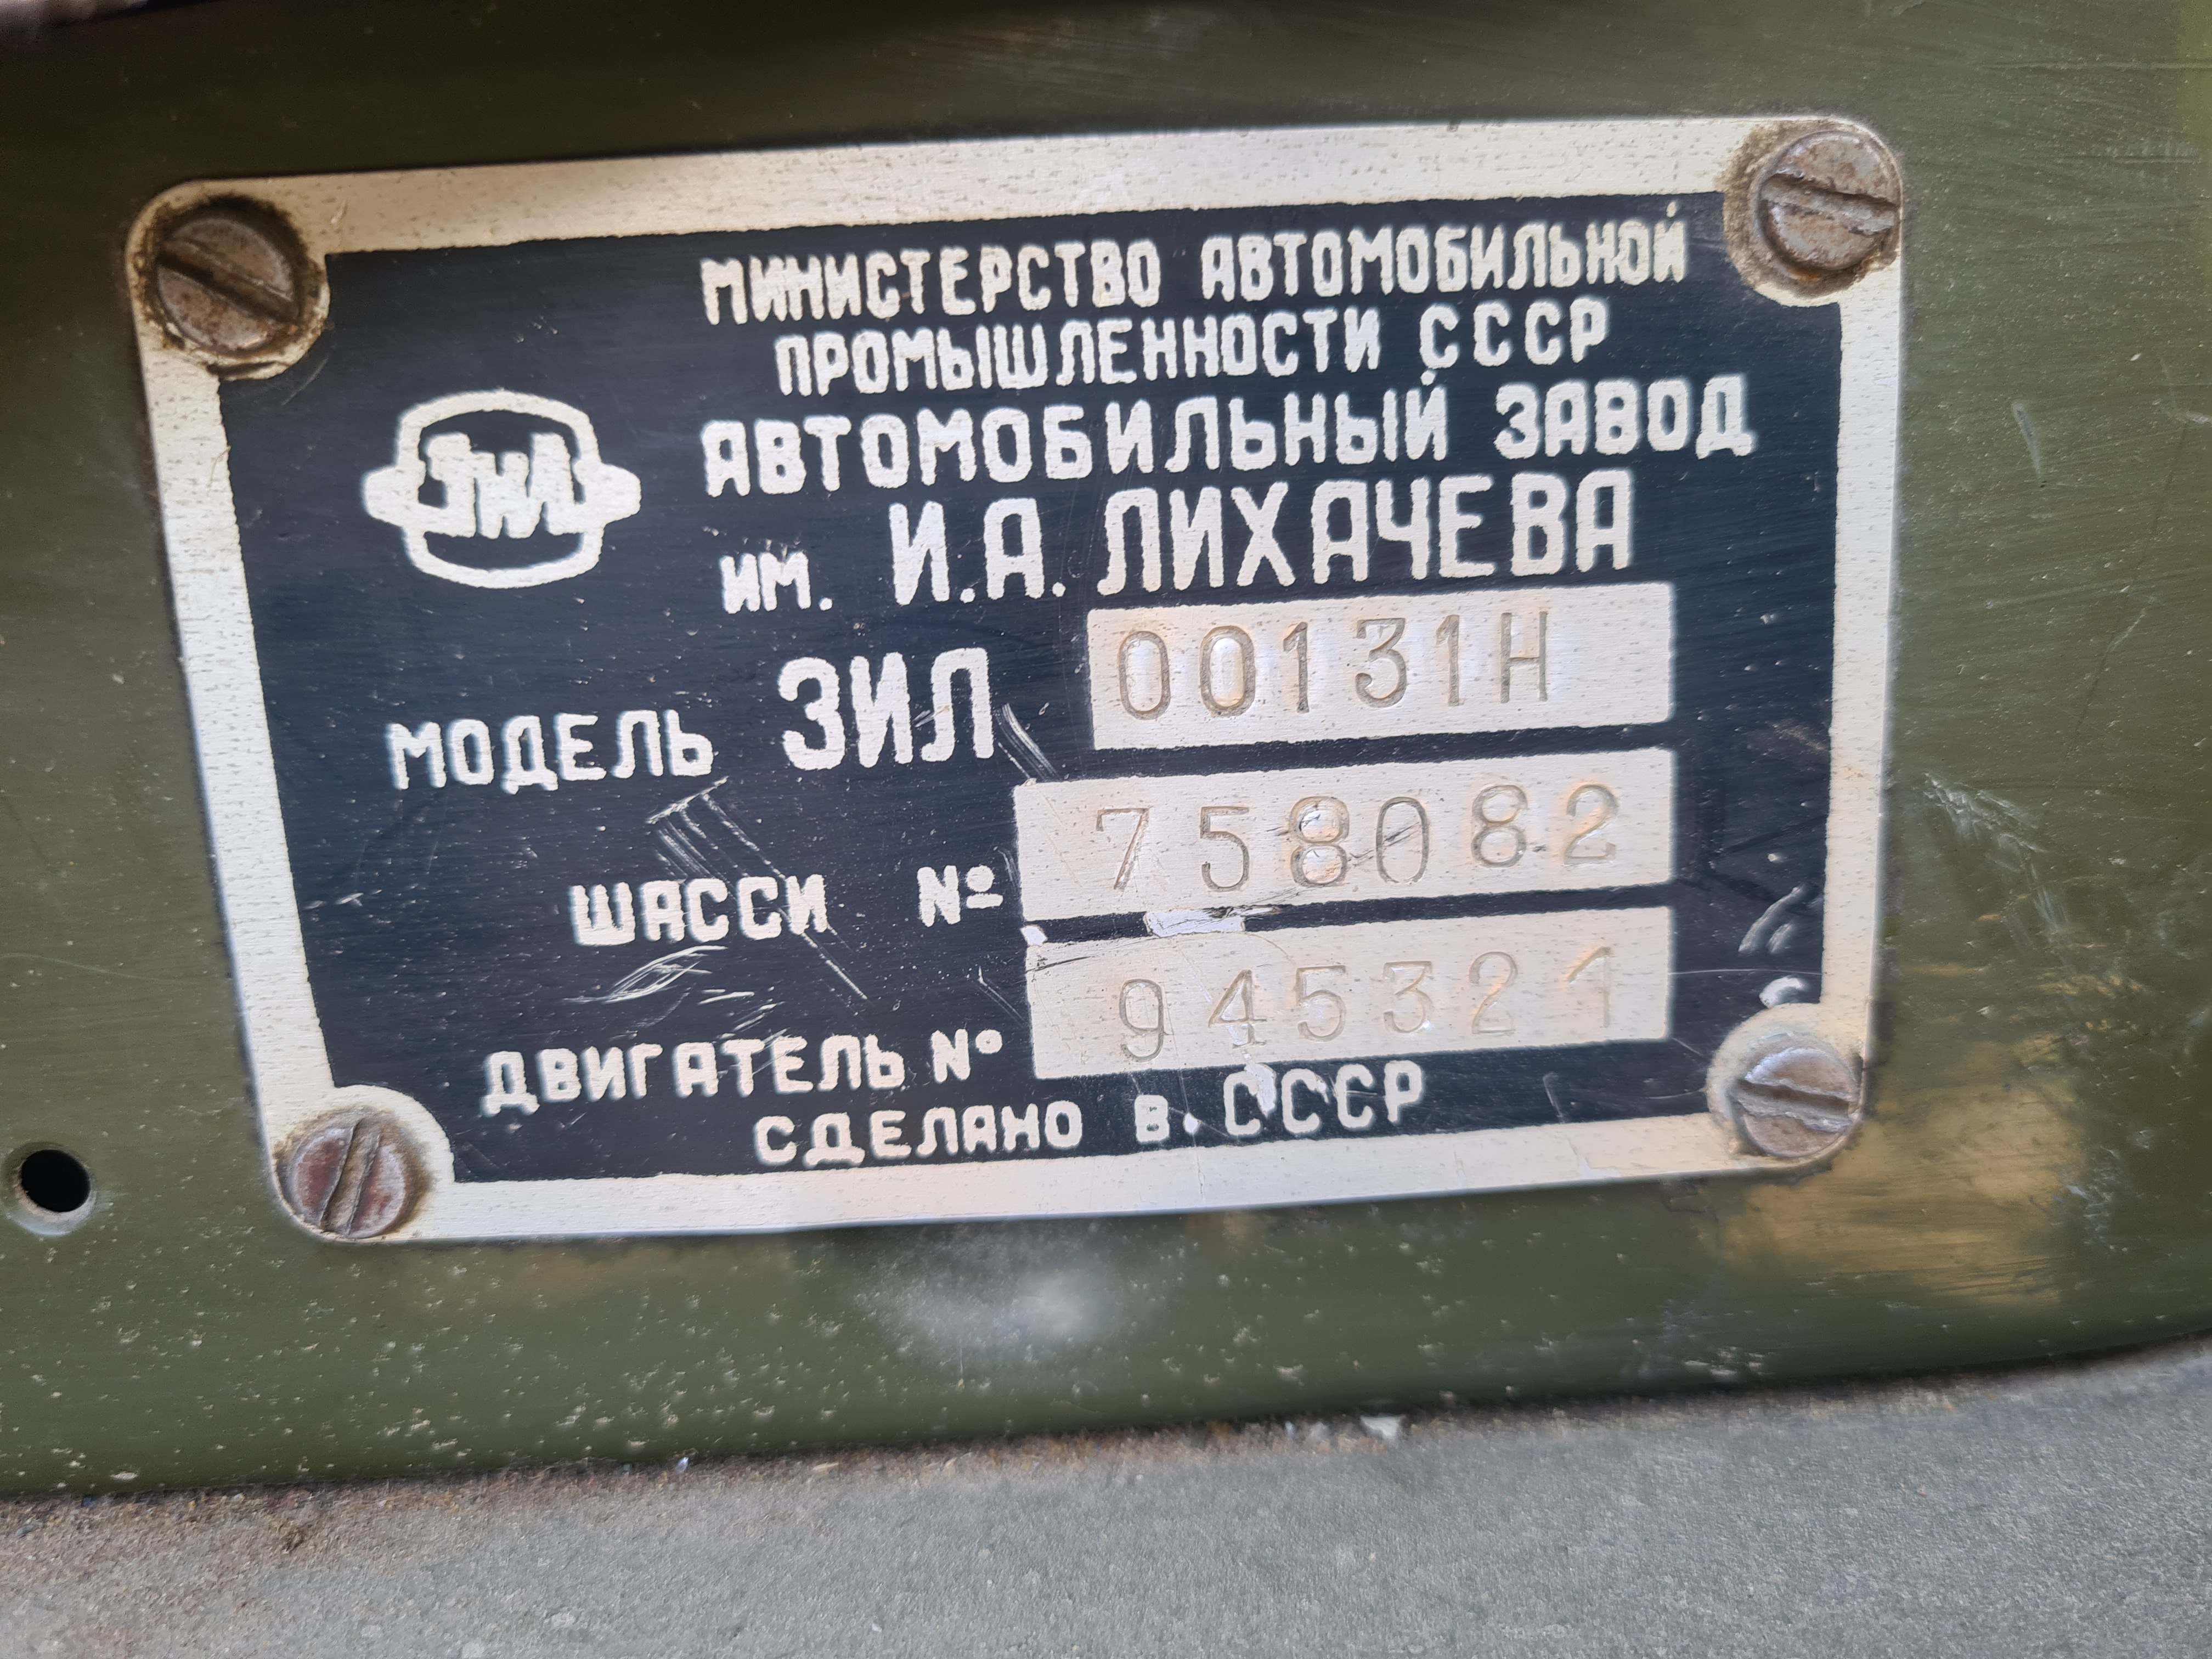 МИНИСТЕРСТВО АВТОМОБИЛЬНОЙ
ПРОМЫШЛЕННОСТИ СССР
АВТОМОБИЛЬНЫЙ ЗАВОД
ЗИЛ
им. И.А. ЛИХАЧЕВА
МОДЕЛЬ ЗИЛ 00131Н
ШАССИ № 758082
ДВИГАТЕЛЬ № 945321
СДЕЛАНО В. СССР